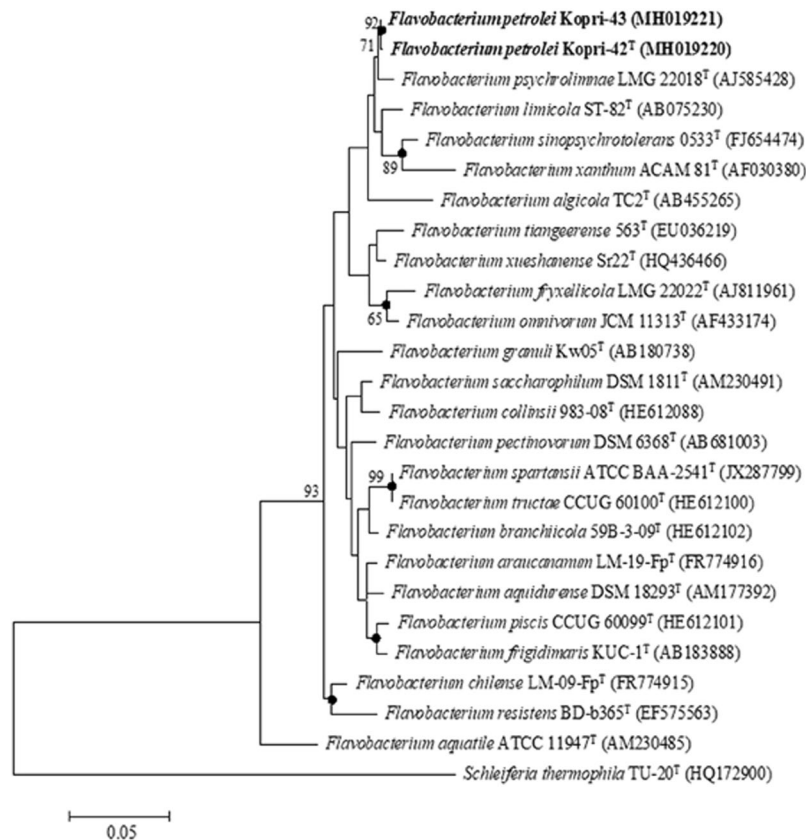 92 Flavobacterium petrolei Kopri-43 (MH019221)
71 Flavobacterium petrolei Kopri-42ᵀ (MH019220)
Flavobacterium psychrolimnae LMG 22018ᵀ (AJ585428)
Flavobacterium limicola ST-82ᵀ (AB075230)
Flavobacterium sinopsychrotolerans 0533ᵀ (FJ654474)
89 Flavobacterium xanthum ACAM 81ᵀ (AF030380)
Flavobacterium algicola TC2ᵀ (AB455265)
Flavobacterium tiangeerense 563ᵀ (EU036219)
Flavobacterium xueshanense Sr22ᵀ (HQ436466)
Flavobacterium fryxellicola LMG 22022ᵀ (AJ811961)
65 Flavobacterium omnivorum JCM 11313ᵀ (AF433174)
Flavobacterium granuli Kw05ᵀ (AB180738)
Flavobacterium saccharophilum DSM 1811ᵀ (AM230491)
Flavobacterium collinsii 983-08ᵀ (HE612088)
Flavobacterium pectinovorum DSM 6368ᵀ (AB681003)
99 Flavobacterium spartansii ATCC BAA-2541ᵀ (JX287799)
93 Flavobacterium tructae CCUG 60100ᵀ (HE612100)
Flavobacterium branchiicola 59B-3-09ᵀ (HE612102)
Flavobacterium araucananum LM-19-Fpᵀ (FR774916)
Flavobacterium aquidurense DSM 18293ᵀ (AM177392)
Flavobacterium piscis CCUG 60099ᵀ (HE612101)
Flavobacterium frigidimaris KUC-1ᵀ (AB183888)
Flavobacterium chilense LM-09-Fpᵀ (FR774915)
Flavobacterium resistens BD-b365ᵀ (EF575563)
Flavobacterium aquatile ATCC 11947ᵀ (AM230485)
Schleiferia thermophila TU-20ᵀ (HQ172900)
0.05